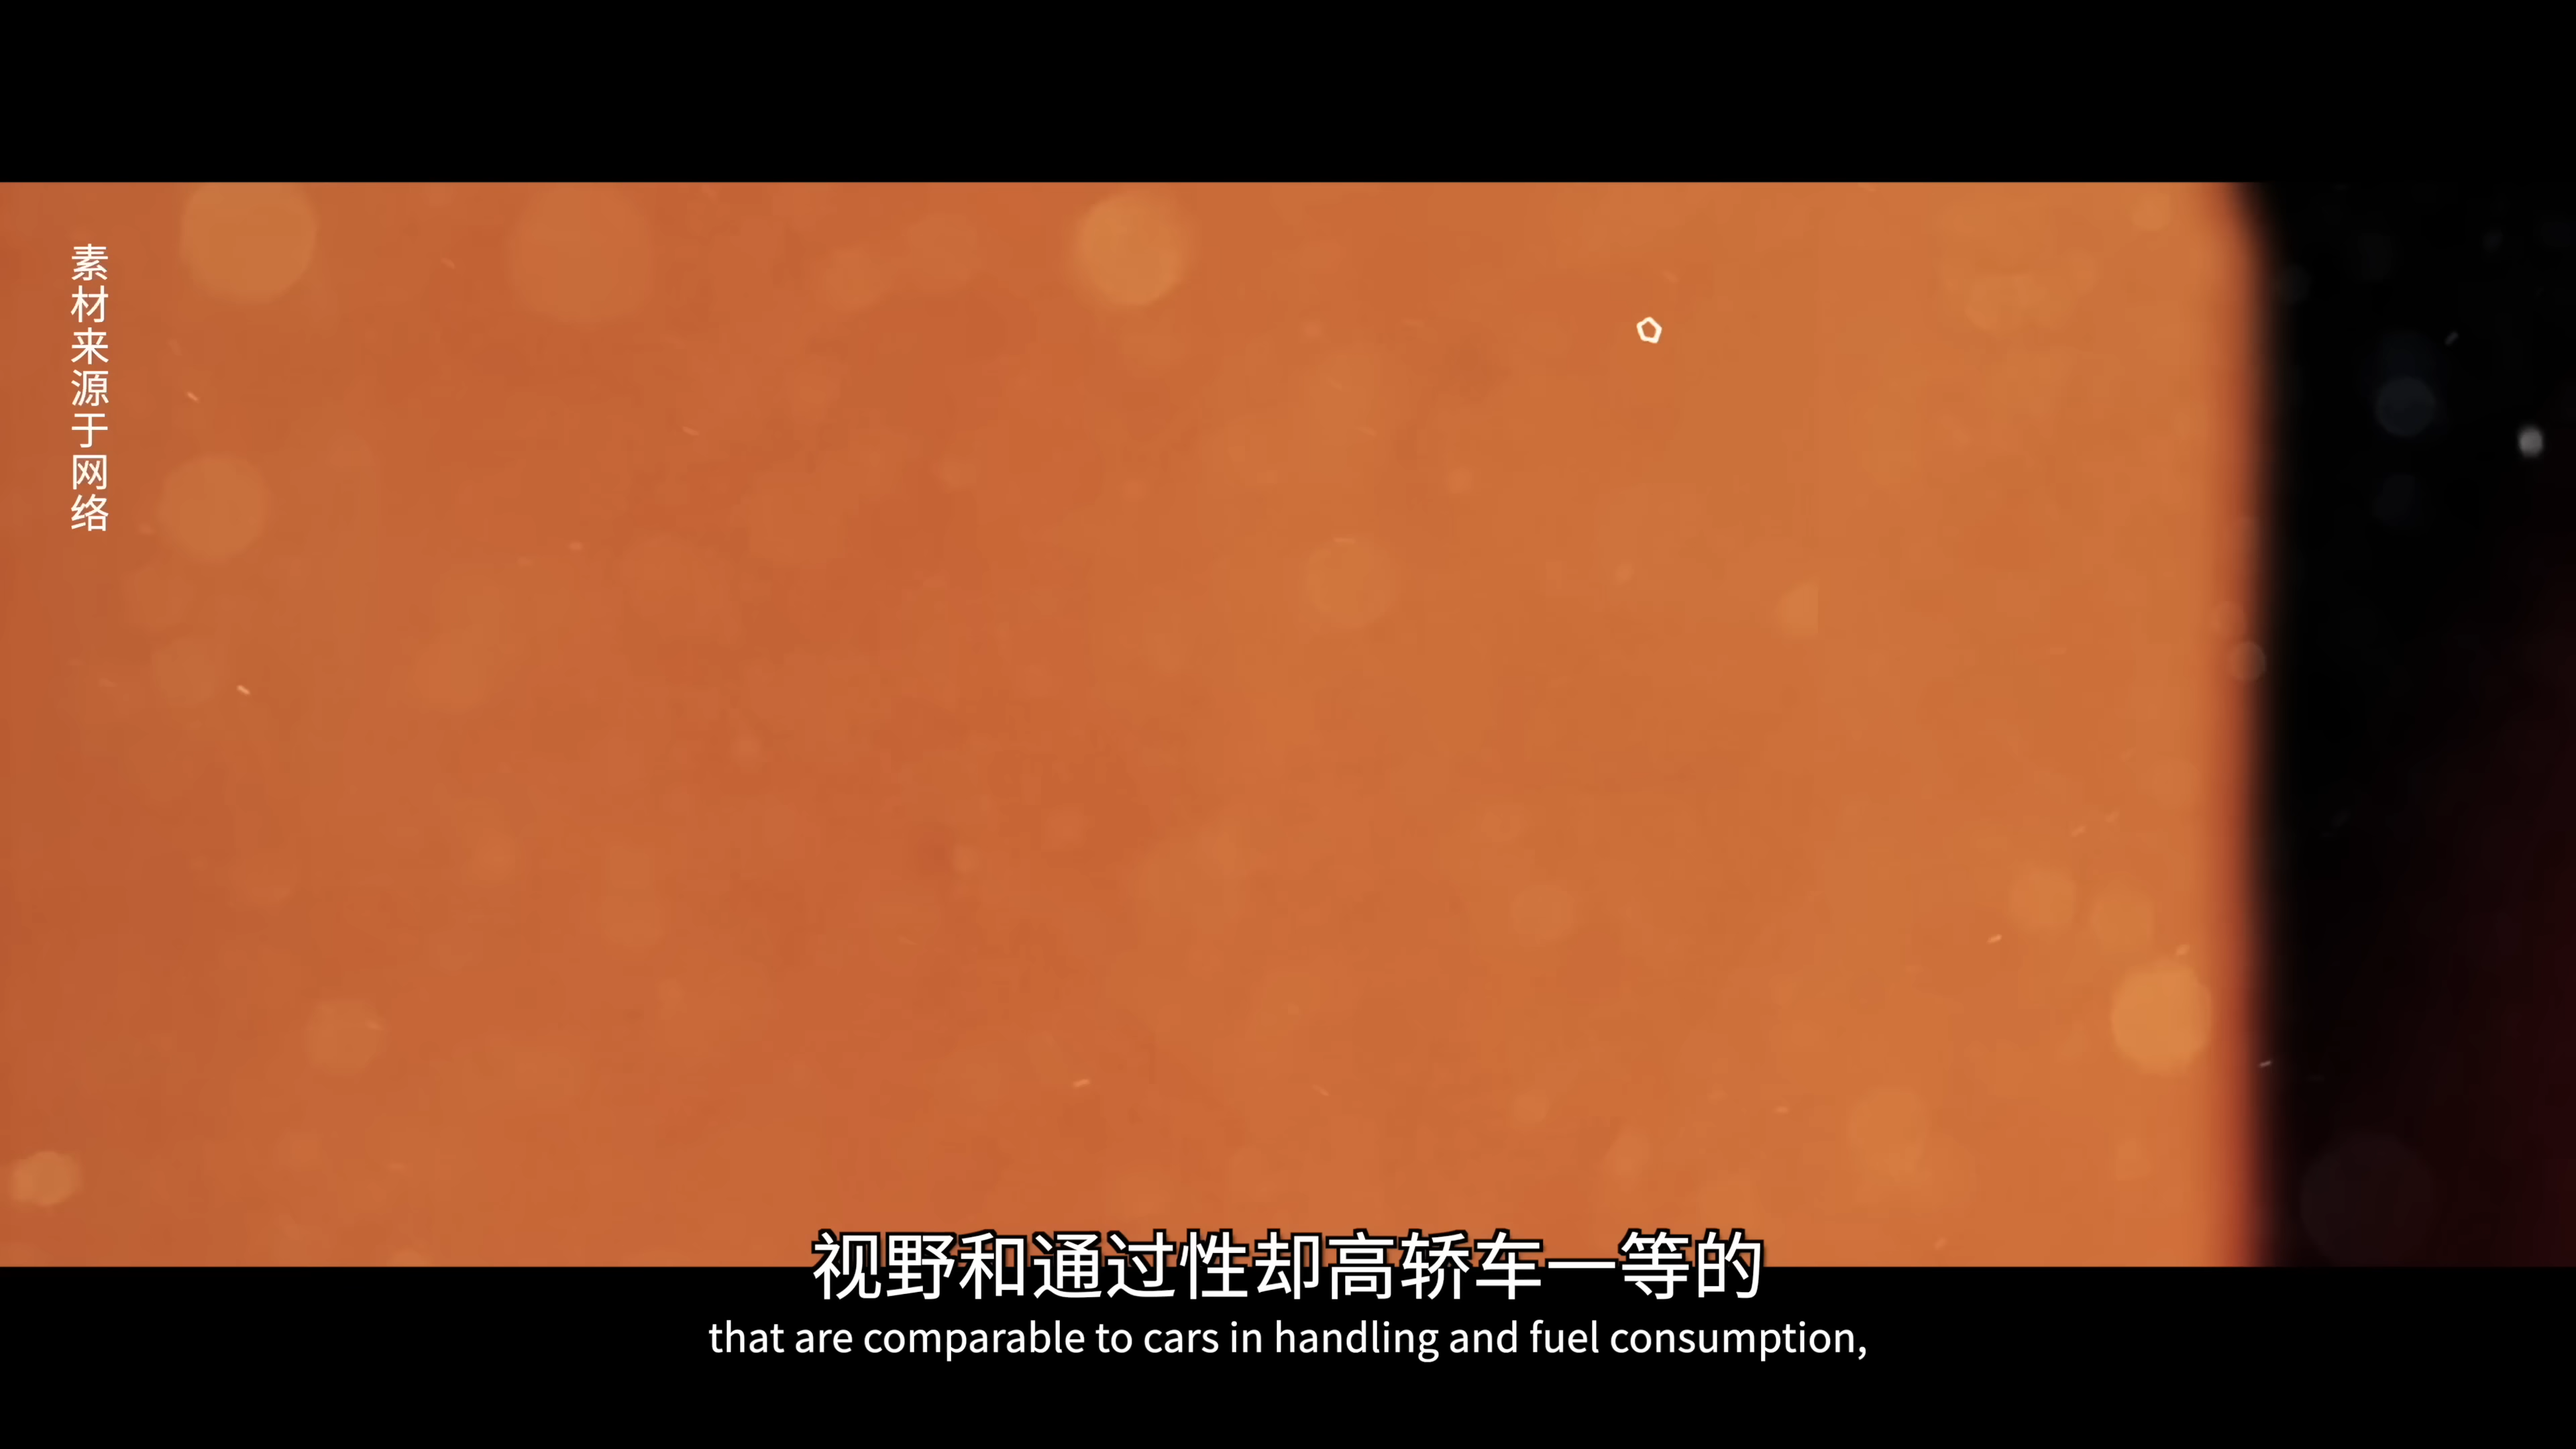 素材来源于网络
视野和通过性却高轿车一等的
that are comparable to cars in handling and fuel consumption,